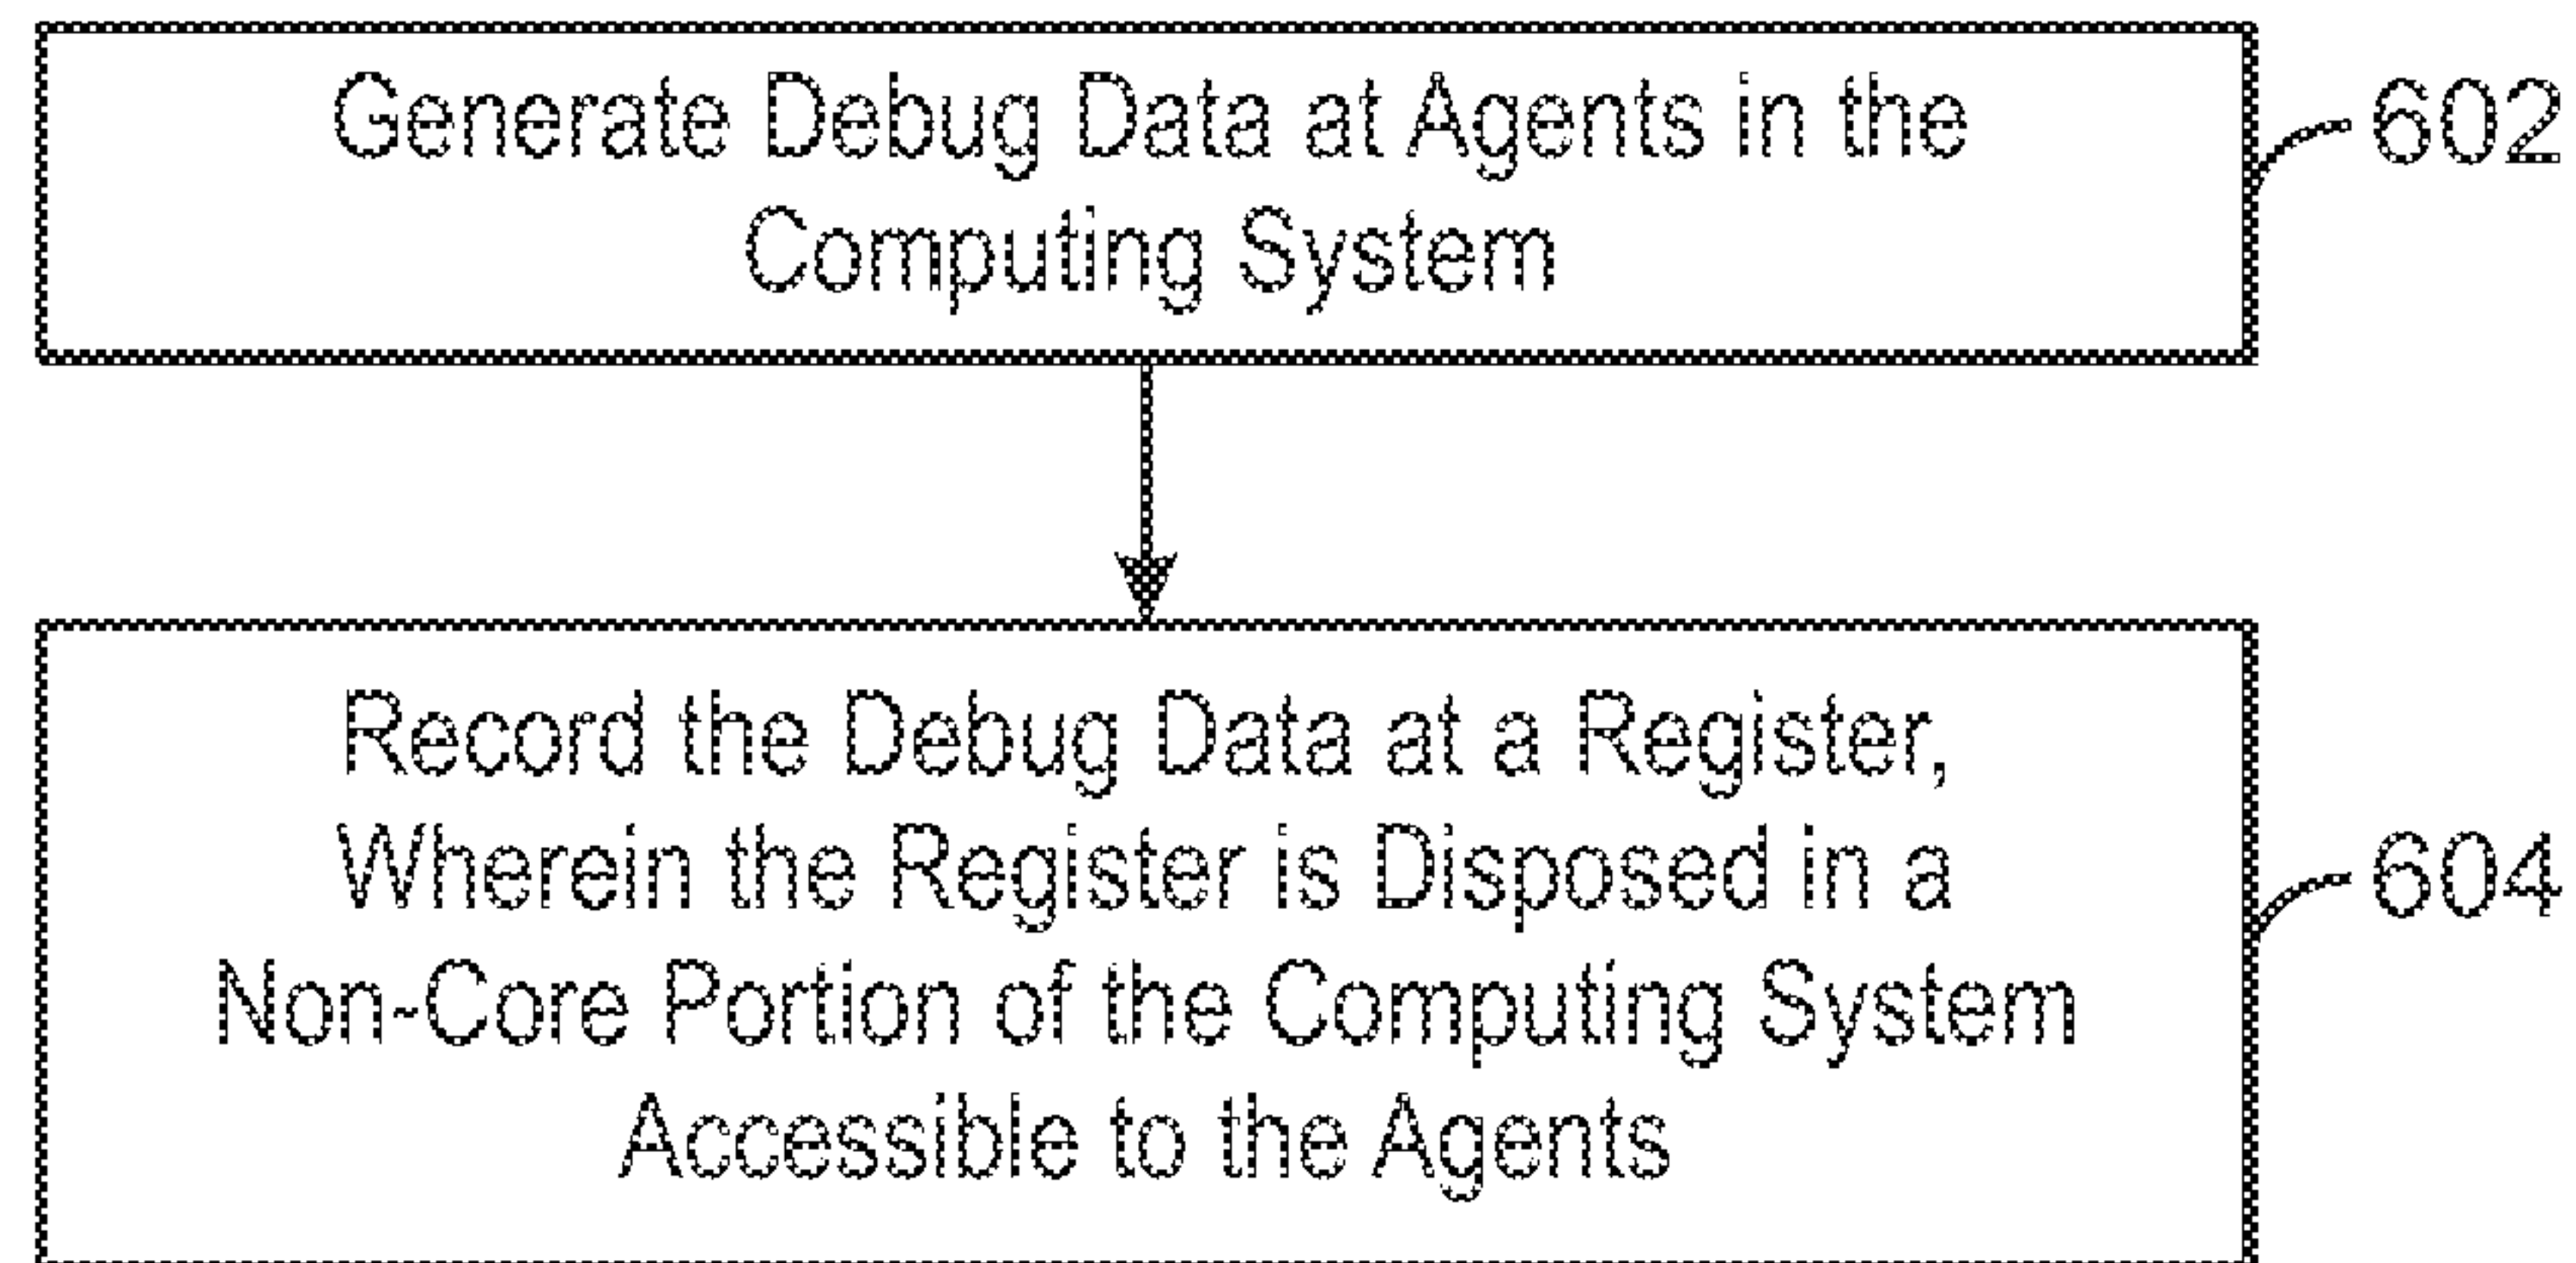 Generate Debug Data at Agents in the
Computing System
602
Record the Debug Data at a Register,
Wherein the Register is Disposed in a
Non-Core Portion of the Computing System
Accessible to the Agents
604